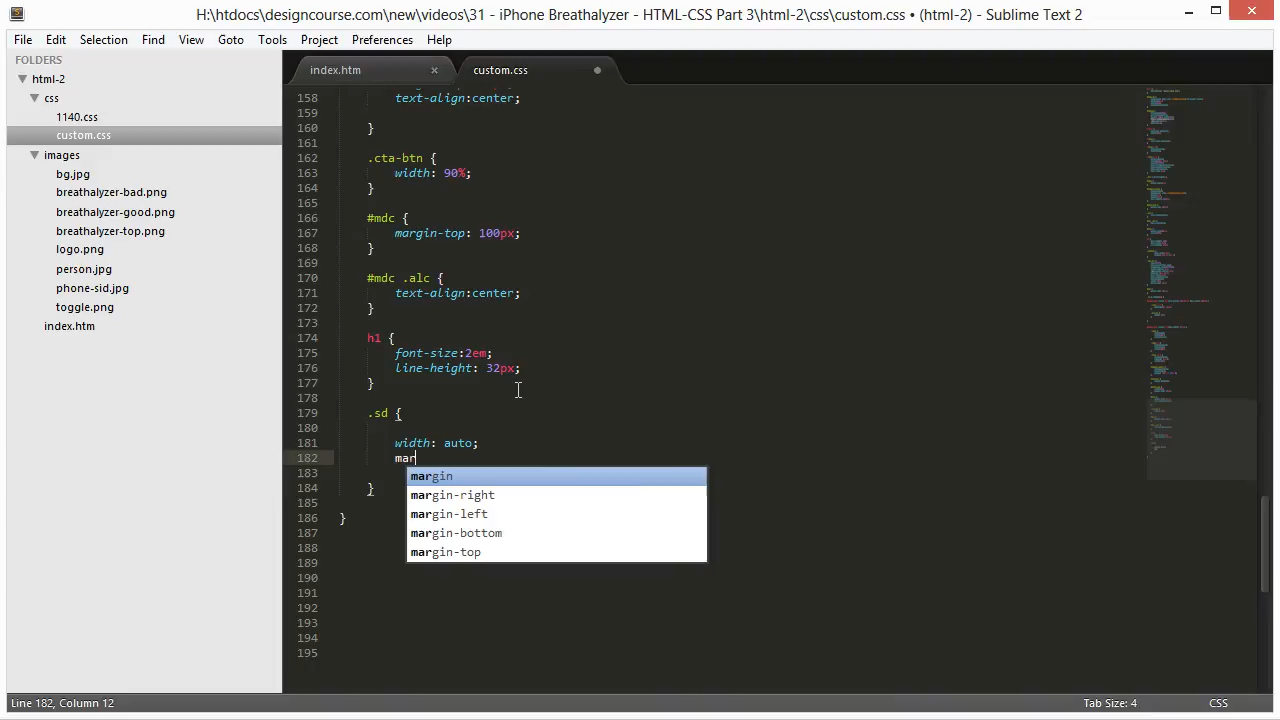 H:\htdocs\designcourse.com\new\videos\31 - iPhone Breathalyzer - HTML-CSS Part 3\html-2\css\custom.css • (html-2) - Sublime Text 2
File Edit Selection Find View Goto Tools Project Preferences Help
FOLDERS
html-2
css
1140.css
custom.css
images
bg.jpg
breathalyzer-bad.png
breathalyzer-good.png
breathalyzer-top.png
logo.png
person.jpg
phone-sid.jpg
toggle.png
index.htm
index.htm × custom.css
158 text-align:center;
159
160 }
161
162 .cta-btn {
163 width: 90%;
164 }
165
166 #mdc {
167 margin-top: 100px;
168 }
169
170 #mdc .alc {
171 text-align:center;
172 }
173
174 h1 {
175 font-size:2em;
176 line-height: 32px;
177 }
178
179 .sd {
180
181 width: auto;
182 mar
183
184 }
185
186 }
187
188
189
190
191
192
193
194
195
margin
margin-right
margin-left
margin-bottom
margin-top
Line 182, Column 12 Tab Size: 4 CSS